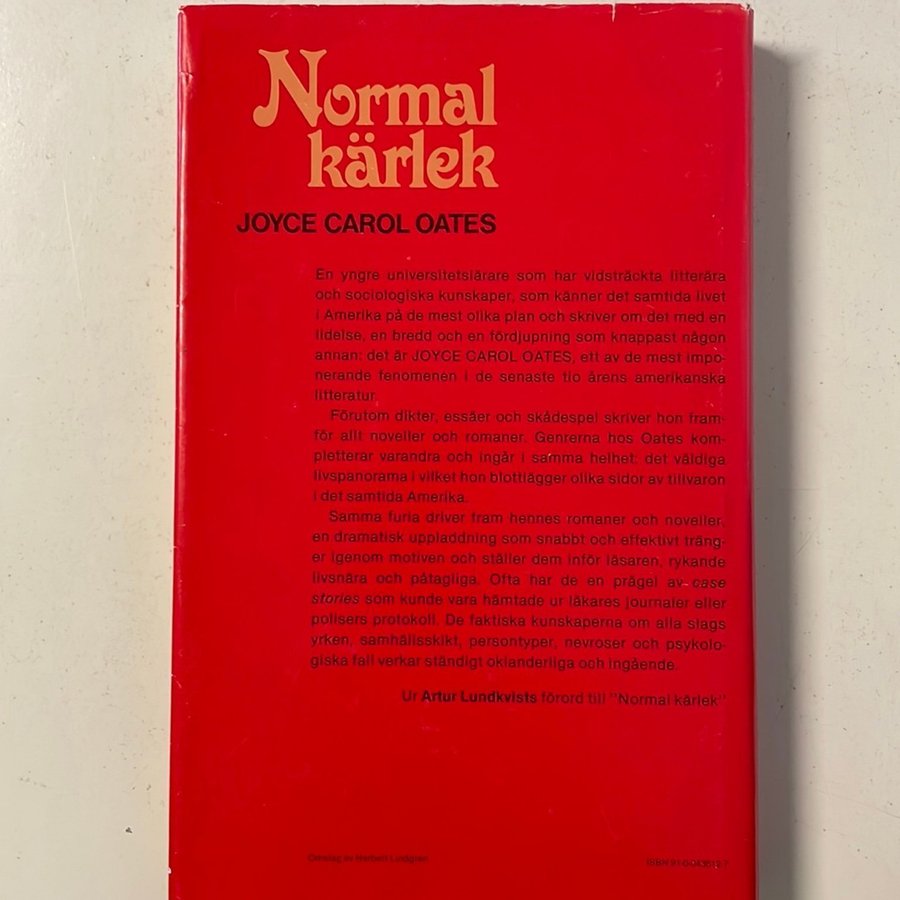 Normal
kärlek
JOYCE CAROL OATES
En yngre universitetslärare som har vidsträckta litterära
och sociologiska kunskaper, som känner det samtida livet
i Amerika på de mest olika plan och skriver om det med en
lidelse, en bredd och en fördjupning som knappast någon
annan: det är JOYCE CAROL OATES, ett av de mest impo-
nerande fenomenen i de senaste tio årens amerikanska
litteratur.
Förutom dikter, essäer och skådespel skriver hon fram-
för allt noveller och romaner. Genrerna hos Oates kom-
pletterar varandra och ingår i samma helhet: det väldiga
livspanorama i vilket hon blottlägger olika sidor av tillvaron
i det samtida Amerika.
Samma furia driver fram hennes romaner och noveller,
en dramatisk uppladdning som snabbt och effektivt träng-
er igenom motiven och ställer dem inför läsaren, rykande
livsnära och påtagliga. Ofta har de en prägel av case
stories som kunde vara hämtade ur läkares journaler eller
polisers protokoll. De faktiska kunskaperna om alla slags
yrken, samhällsskikt, persontyper, nevroser och psykolo-
giska fall verkar ständigt oklanderliga och ingående.
Ur Artur Lundkvists förord till "Normal kärlek"
Omslag av Lindgren
ISBN